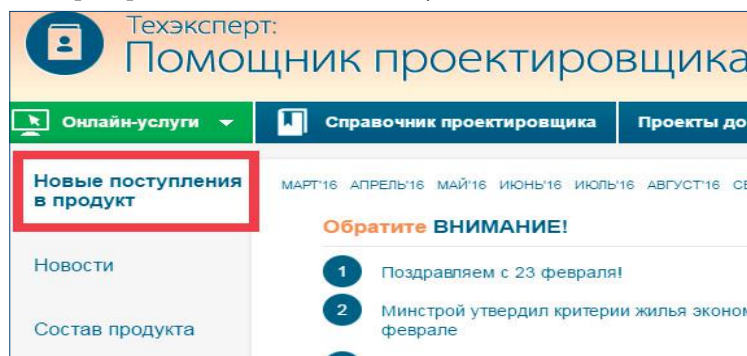 Техэксперт:
Помощник проектировщика
Онлайн-услуги
Справочник проектировщика
Проекты
Новые поступления
в продукт
МАРТ'16 АПРЕЛЬ'16 МАЙ'16 ИЮНЬ'16 ИЮЛЬ'16 АВГУСТ'16
Обратите ВНИМАНИЕ!
Новости
1 Поздравляем с 23 февраля!
2 Минстрой утвердил критерии жилья
феврале
Состав продукта